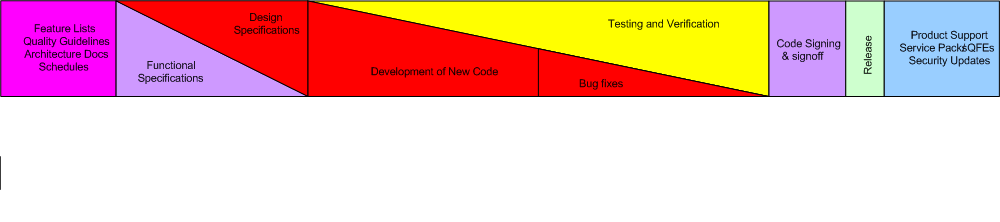 Feature Lists
Quality Guidelines
Architecture Docs
Schedules
Functional
Specifications
Design
Specifications
Development of New Code
Bug fixes
Testing and Verification
Code Signing
& signoff
Release
Product Support
Service Packs/QFEs
Security Updates